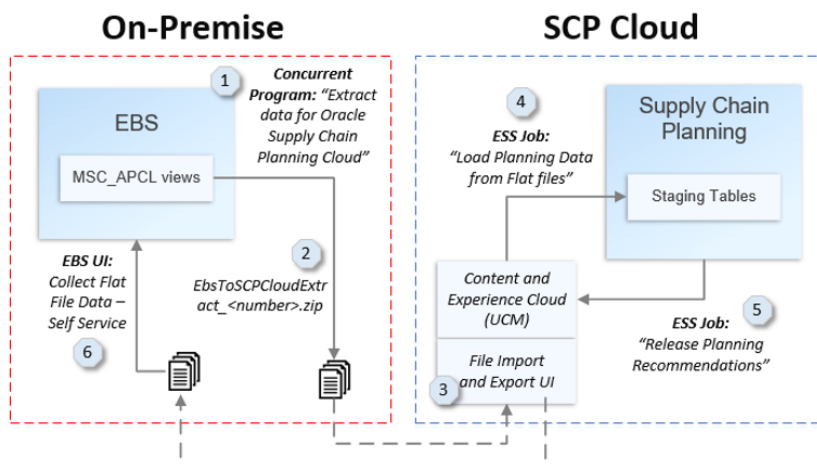 On-Premise
SCP Cloud
1
Concurrent
Program: “Extract
data for Oracle
Supply Chain
Planning Cloud”
EBS
MSC_APCL views
2
EbsToSCPCloudExtr
act_<number>.zip
EBS UI:
Collect Flat
File Data –
Self Service
6
4
ESS Job:
“Load Planning Data
from Flat files”
Supply Chain
Planning
Staging Tables
Content and
Experience Cloud
(UCM)
File Import
and Export UI
3
5
ESS Job:
“Release Planning
Recommendations”